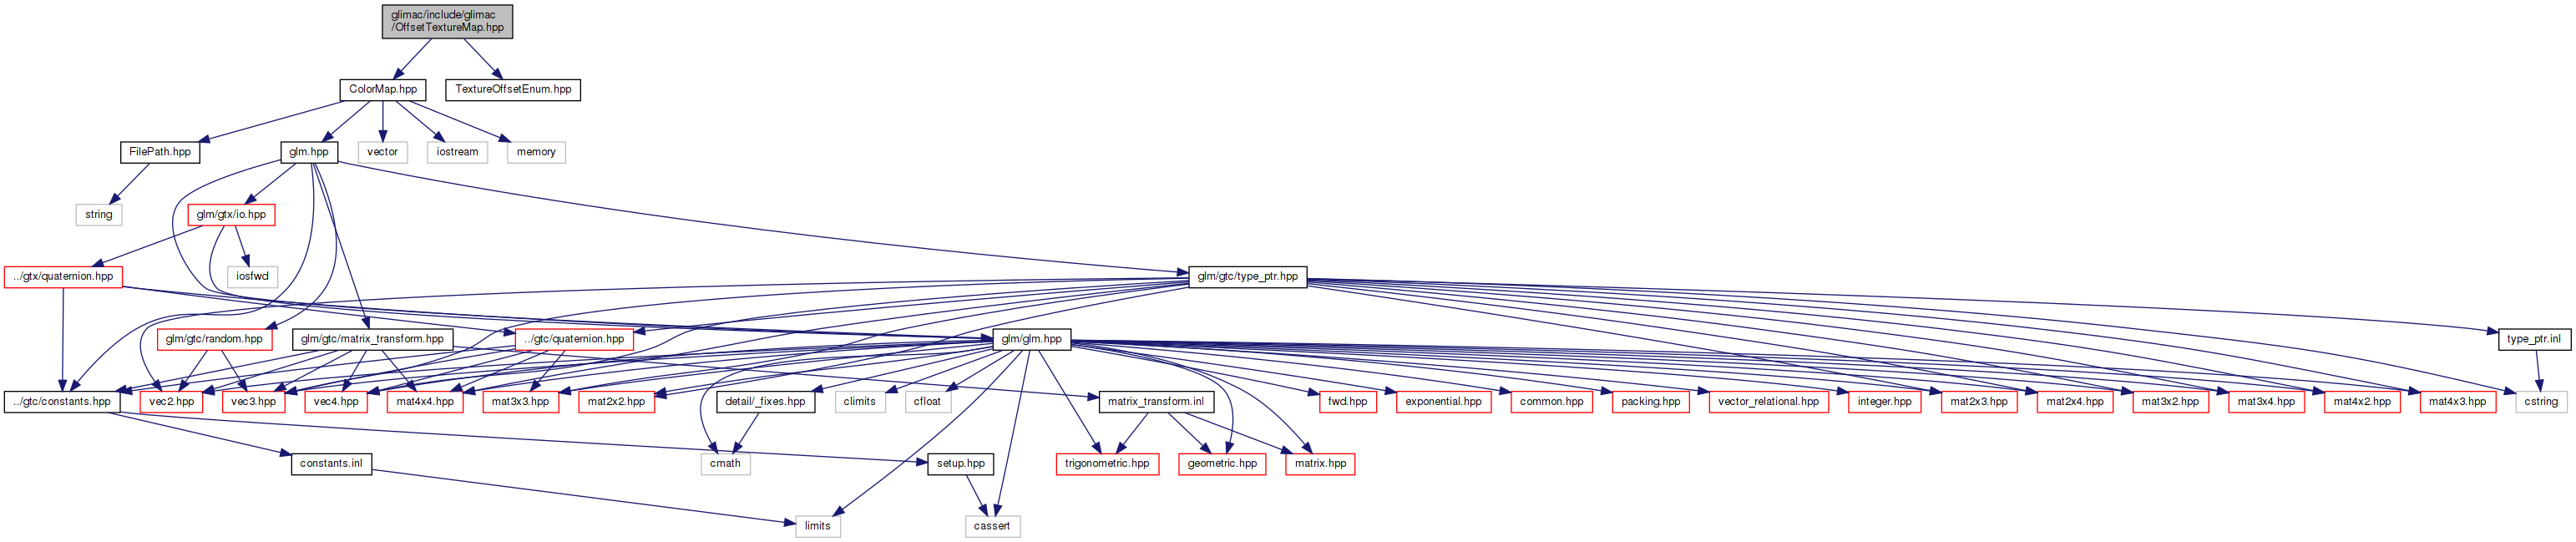 glimac/include/glimac
/OffsetTextureMap.hpp
ColorMap.hpp
TextureOffsetEnum.hpp
FilePath.hpp
glm.hpp
vector
iostream
memory
string
glm/gtx/io.hpp
../gtx/quaternion.hpp
iosfwd
glm/gtc/type_ptr.hpp
glm/gtc/random.hpp
glm/gtc/matrix_transform.hpp
../gtc/quaternion.hpp
glm/glm.hpp
type_ptr.inl
../gtc/constants.hpp
vec2.hpp
vec3.hpp
vec4.hpp
mat4x4.hpp
mat3x3.hpp
mat2x2.hpp
detail/_fixes.hpp
climits
cfloat
matrix_transform.inl
fwd.hpp
exponential.hpp
common.hpp
packing.hpp
vector_relational.hpp
integer.hpp
mat2x3.hpp
mat2x4.hpp
mat3x2.hpp
mat3x4.hpp
mat4x2.hpp
mat4x3.hpp
cstring
constants.inl
cmath
setup.hpp
trigonometric.hpp
geometric.hpp
matrix.hpp
limits
cassert